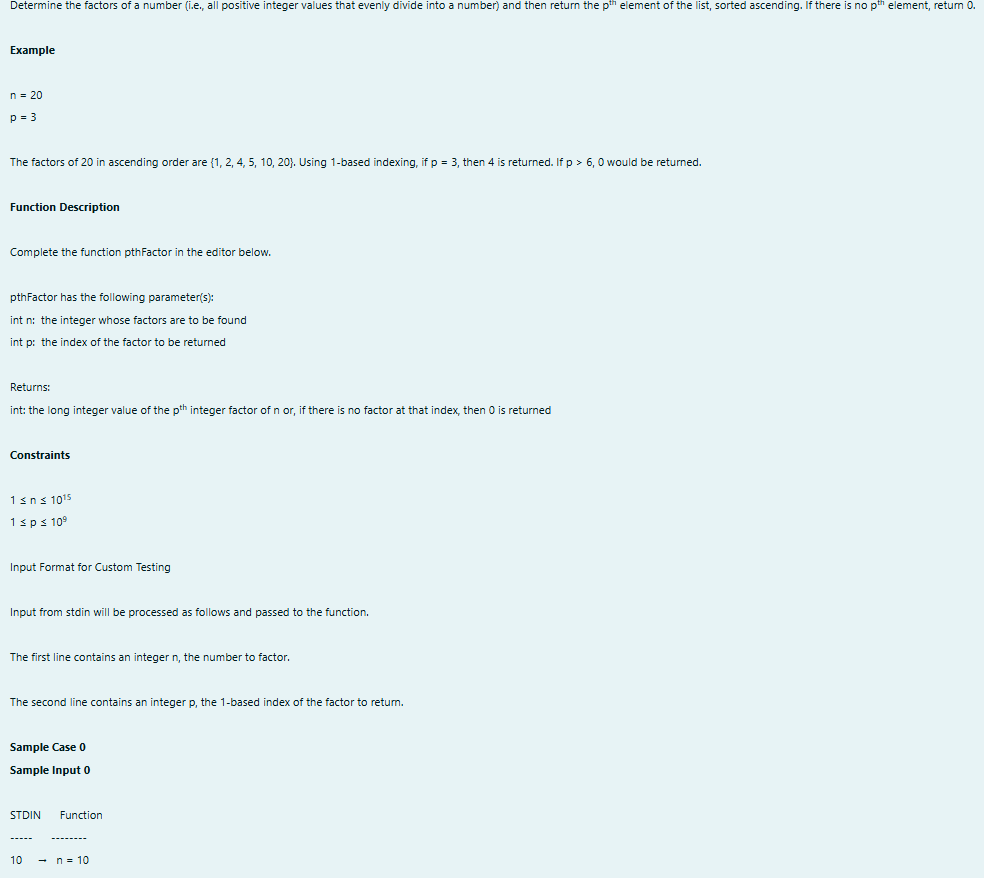 Determine the factors of a number (i.e., all positive integer values that evenly divide into a number) and then return the pth element of the list, sorted ascending. If there is no pth element, return 0.
Example
n = 20
p = 3
The factors of 20 in ascending order are {1, 2, 4, 5, 10, 20}. Using 1-based indexing, if p = 3, then 4 is returned. If p > 6, 0 would be returned.
Function Description
Complete the function pthFactor in the editor below.
pthFactor has the following parameter(s):
int n: the integer whose factors are to be found
int p: the index of the factor to be returned
Returns:
int: the long integer value of the pth integer factor of n or, if there is no factor at that index, then 0 is returned
Constraints
1 ≤ n ≤ 10¹⁵
1 ≤ p ≤ 10⁹
Input Format for Custom Testing
Input from stdin will be processed as follows and passed to the function.
The first line contains an integer n, the number to factor.
The second line contains an integer p, the 1-based index of the factor to return.
Sample Case 0
Sample Input 0
STDIN Function
----- --------
10 → n = 10